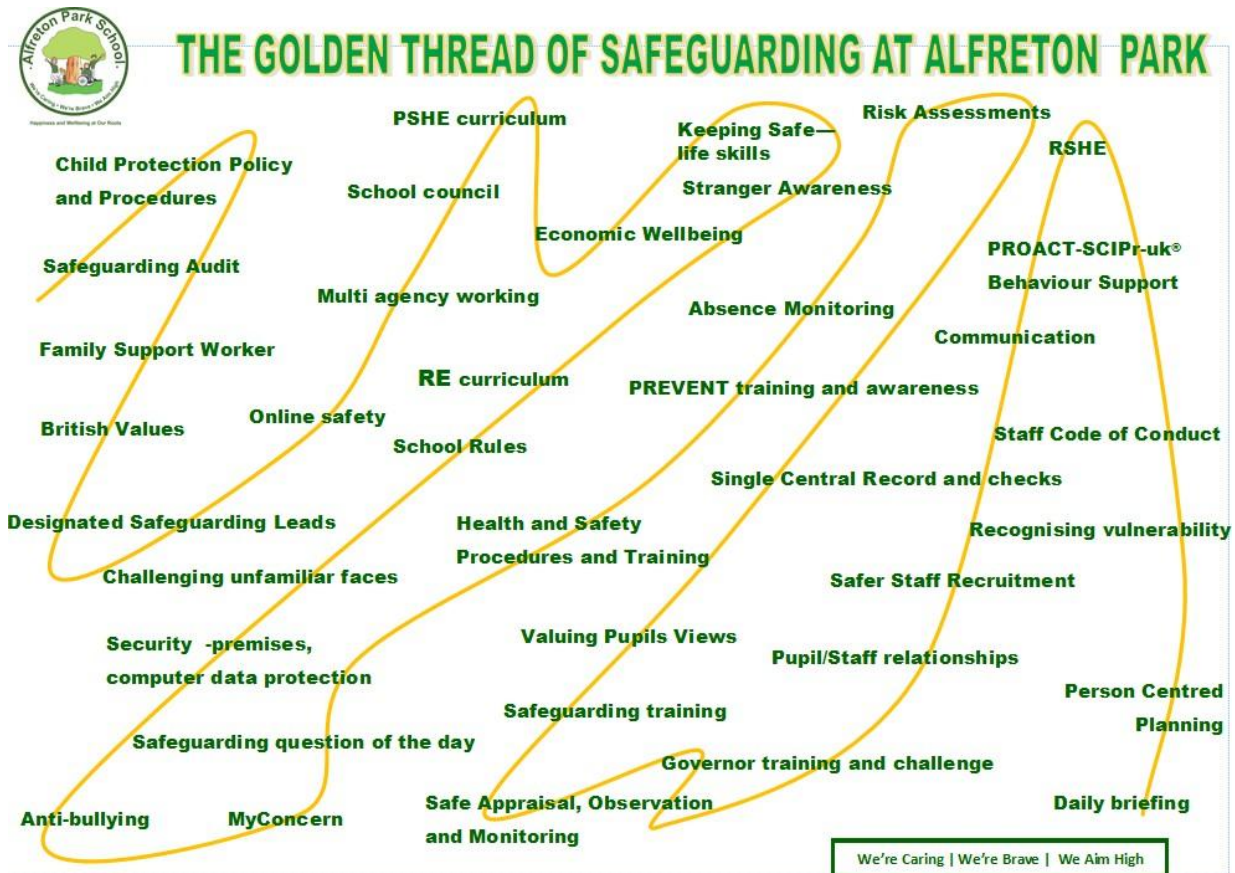 Alfreton Park School
We're Caring • We're Brave • We Aim High
Happiness and Wellbeing at Our Roots
THE GOLDEN THREAD OF SAFEGUARDING AT ALFRETON PARK
PSHE curriculum
Risk Assessments
Keeping Safe—
life skills
RSHE
Child Protection Policy
and Procedures
School council
Stranger Awareness
Economic Wellbeing
PROACT-SCIPr-uk®
Behaviour Support
Safeguarding Audit
Multi agency working
Absence Monitoring
Communication
Family Support Worker
RE curriculum
PREVENT training and awareness
British Values
Online safety
School Rules
Staff Code of Conduct
Single Central Record and checks
Designated Safeguarding Leads
Health and Safety
Procedures and Training
Recognising vulnerability
Challenging unfamiliar faces
Safer Staff Recruitment
Security -premises,
computer data protection
Valuing Pupils Views
Pupil/Staff relationships
Person Centred
Planning
Safeguarding training
Safeguarding question of the day
Governor training and challenge
Anti-bullying
MyConcern
Safe Appraisal, Observation
and Monitoring
Daily briefing
We're Caring | We're Brave | We Aim High